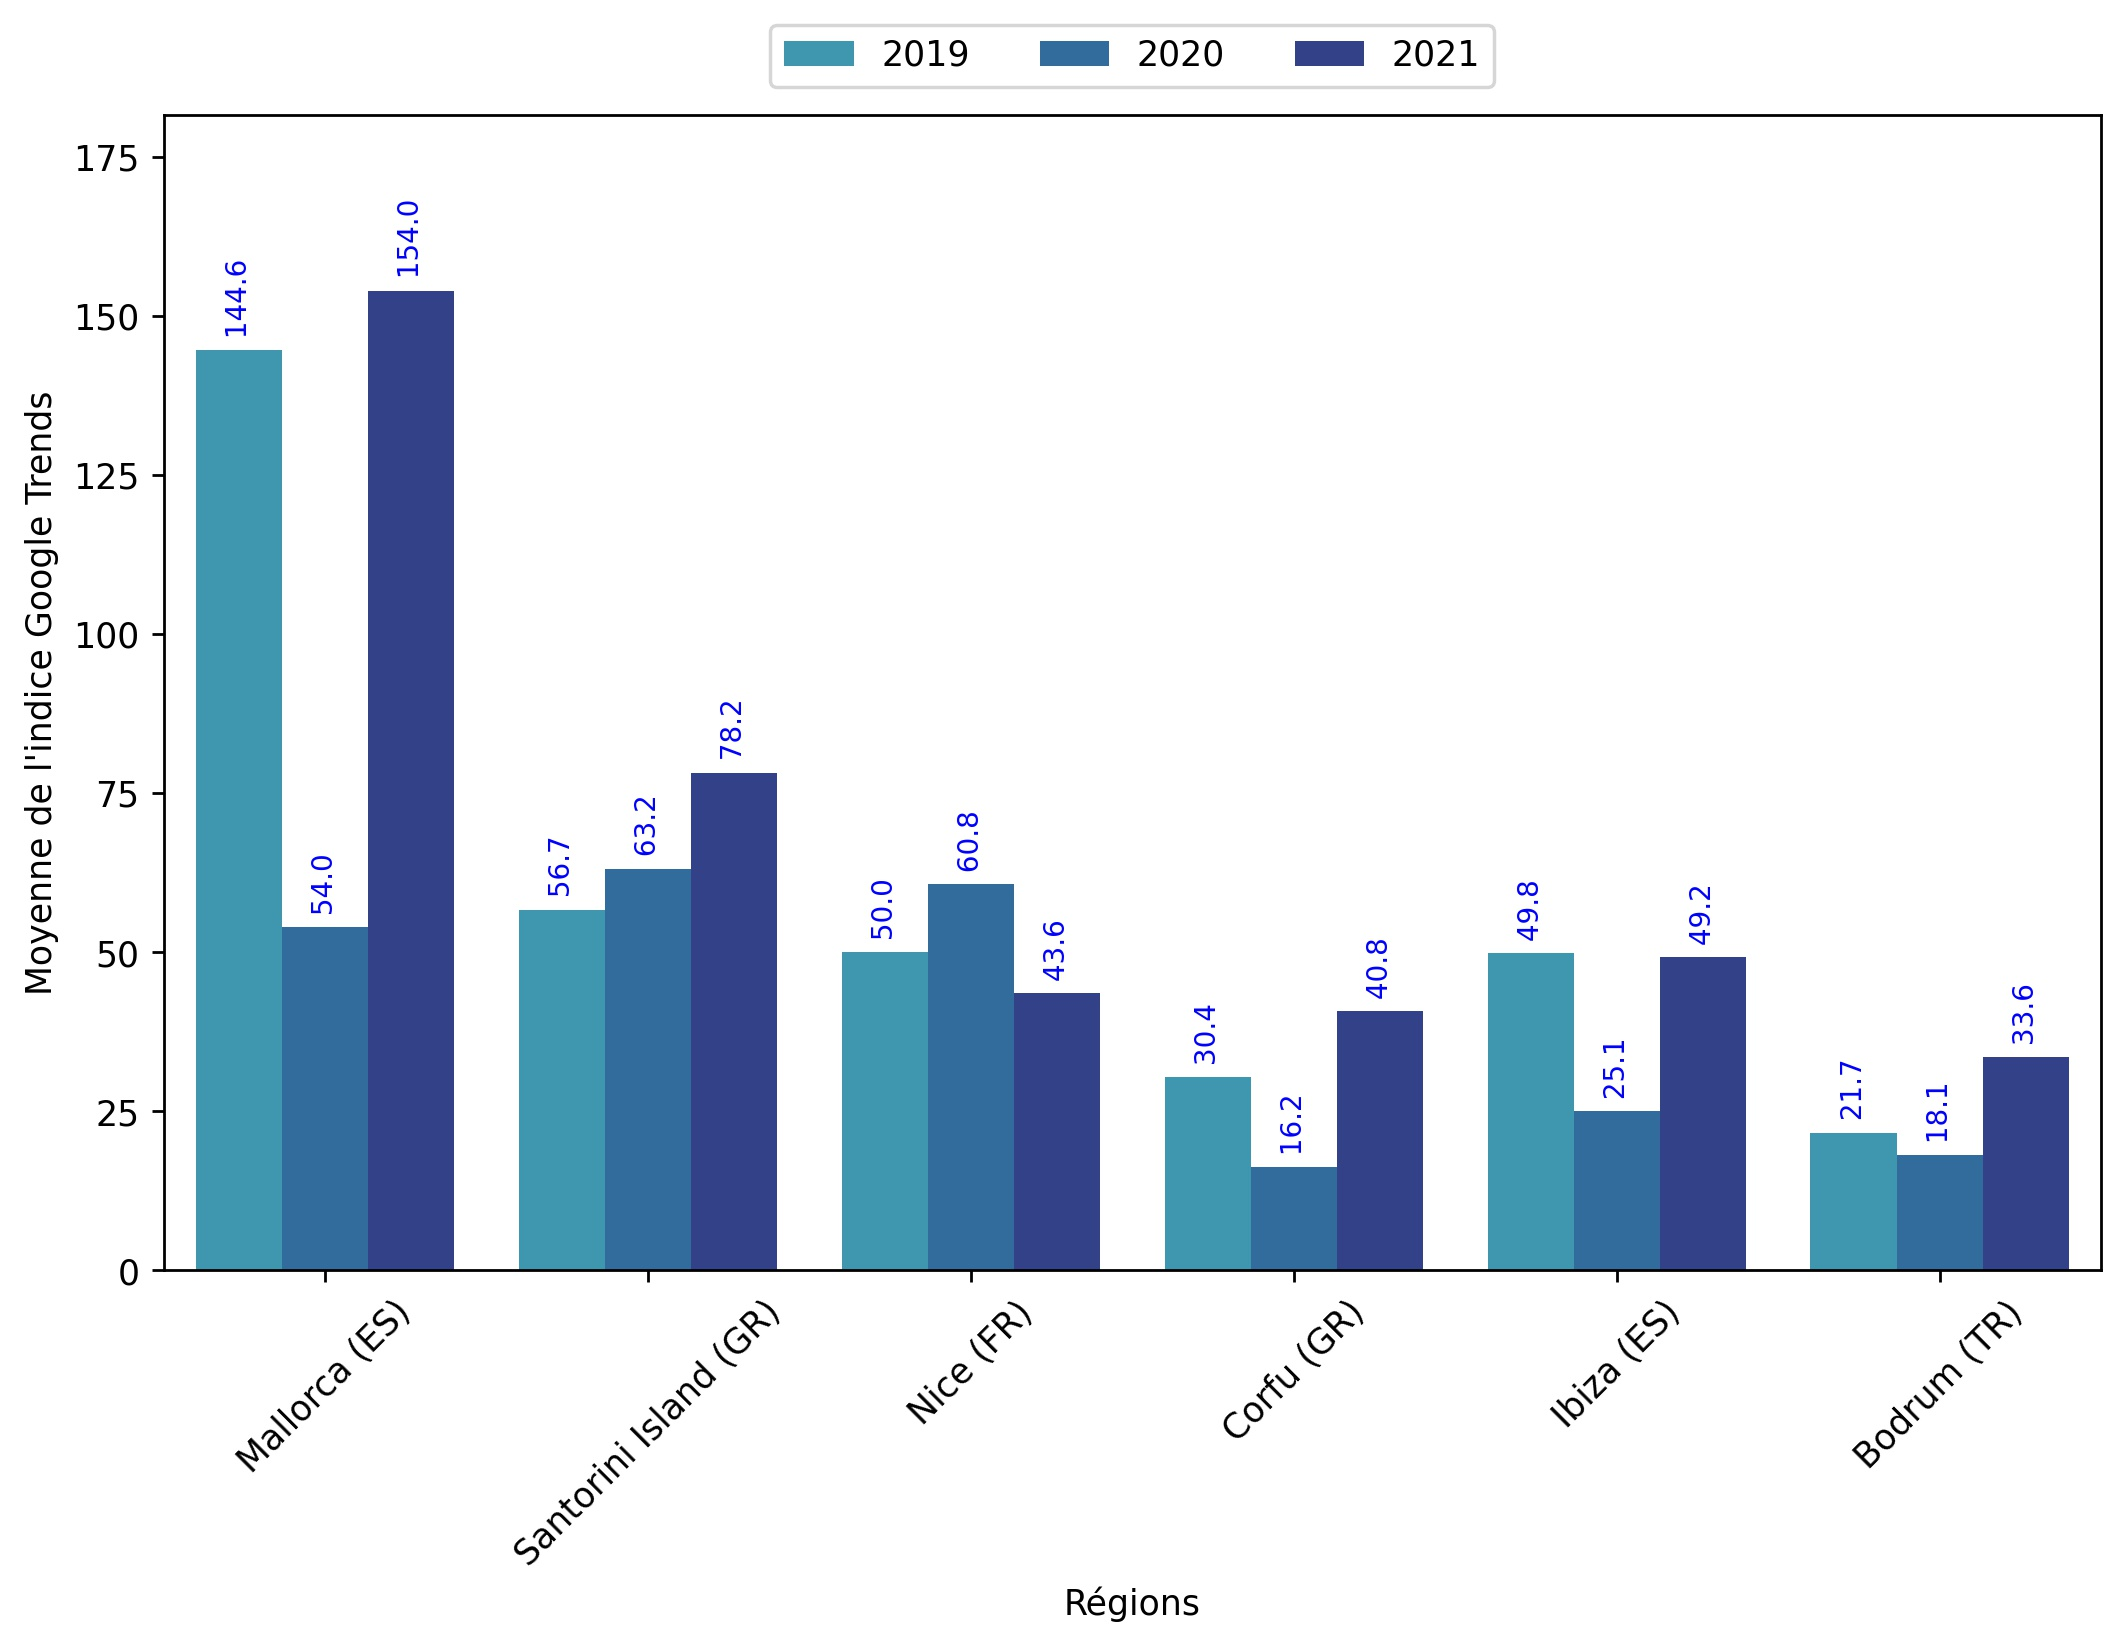 2019 2020 2021
Moyenne de l'indice Google Trends
175
150
125
100
75
50
25
0
144.6 54.0 154.0
56.7 63.2 78.2
50.0 60.8 43.6
30.4 16.2 40.8
49.8 25.1 49.2
21.7 18.1 33.6
Mallorca (ES)
Santorini Island (GR)
Nice (FR)
Corfu (GR)
Ibiza (ES)
Bodrum (TR)
Régions